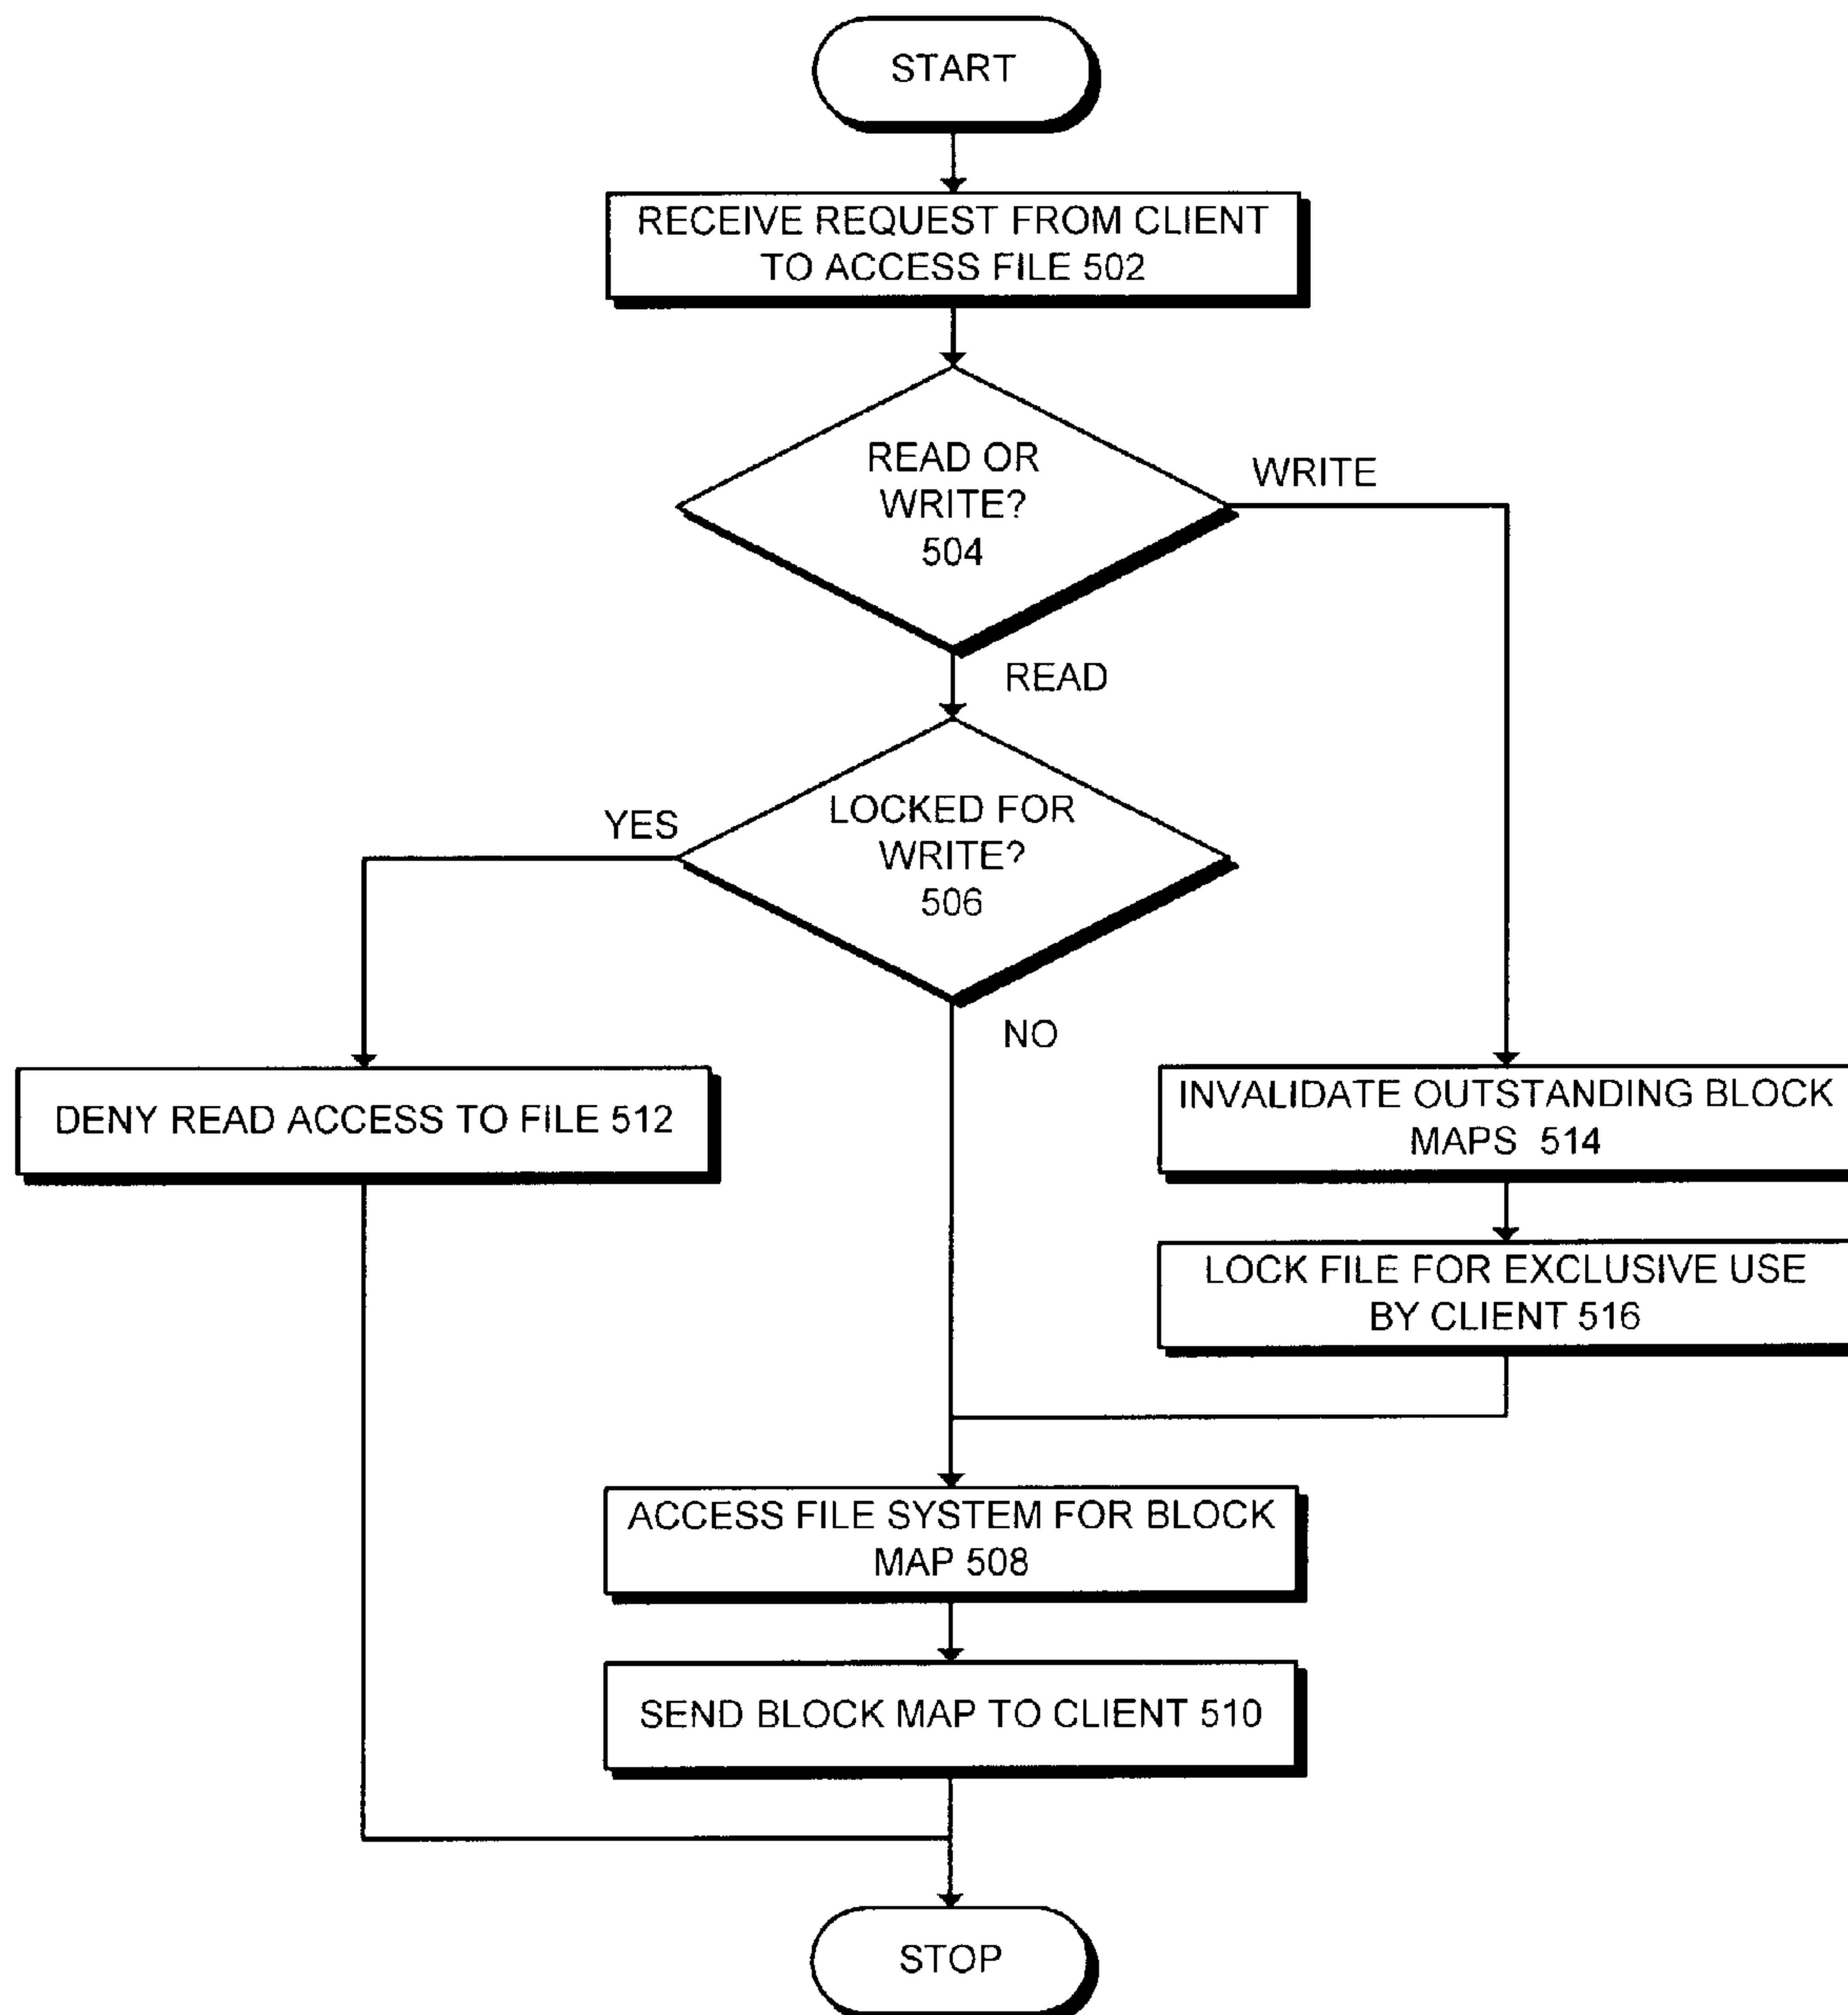 START
RECEIVE REQUEST FROM CLIENT
TO ACCESS FILE 502
READ OR
WRITE?
504
WRITE
READ
LOCKED FOR
WRITE?
506
YES
NO
DENY READ ACCESS TO FILE 512
INVALIDATE OUTSTANDING BLOCK
MAPS 514
LOCK FILE FOR EXCLUSIVE USE
BY CLIENT 516
ACCESS FILE SYSTEM FOR BLOCK
MAP 508
SEND BLOCK MAP TO CLIENT 510
STOP